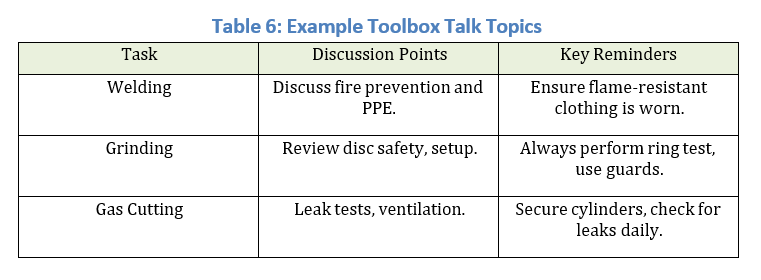 Table 6: Example Toolbox Talk Topics
Task Discussion Points Key Reminders
Welding Discuss fire prevention and Ensure flame-resistant
PPE. clothing is worn.
Grinding Review disc safety, setup. Always perform ring test,
use guards.
Gas Cutting Leak tests, ventilation. Secure cylinders, check for
leaks daily.